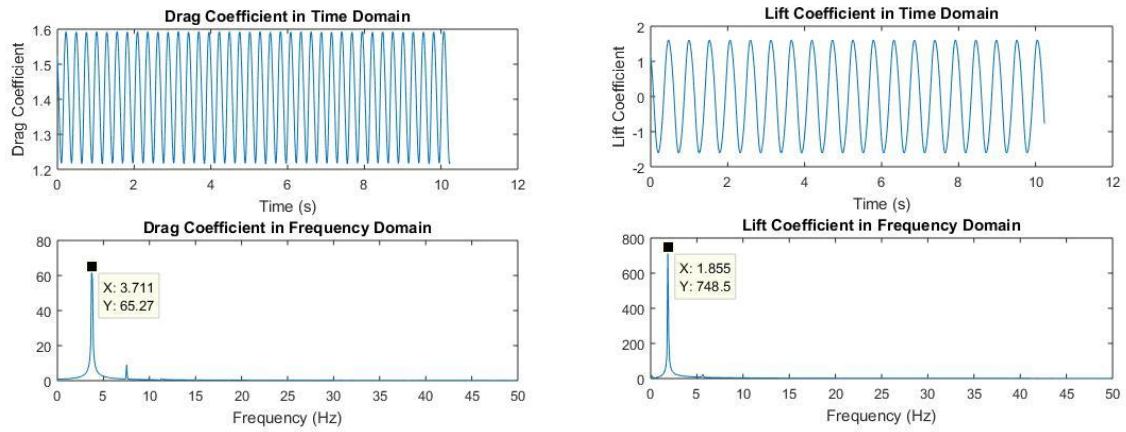 Drag Coefficient in Time Domain
1.6
1.5
1.4
1.3
1.2
Drag Coefficient
0 2 4 6 8 10 12
Time (s)
Lift Coefficient in Time Domain
2
1
0
-1
-2
Lift Coefficient
0 2 4 6 8 10 12
Time (s)
Drag Coefficient in Frequency Domain
80
60
40
20
0
X: 3.711
Y: 65.27
0 5 10 15 20 25 30 35 40 45 50
Frequency (Hz)
Lift Coefficient in Frequency Domain
800
600
400
200
0
X: 1.855
Y: 748.5
0 5 10 15 20 25 30 35 40 45 50
Frequency (Hz)